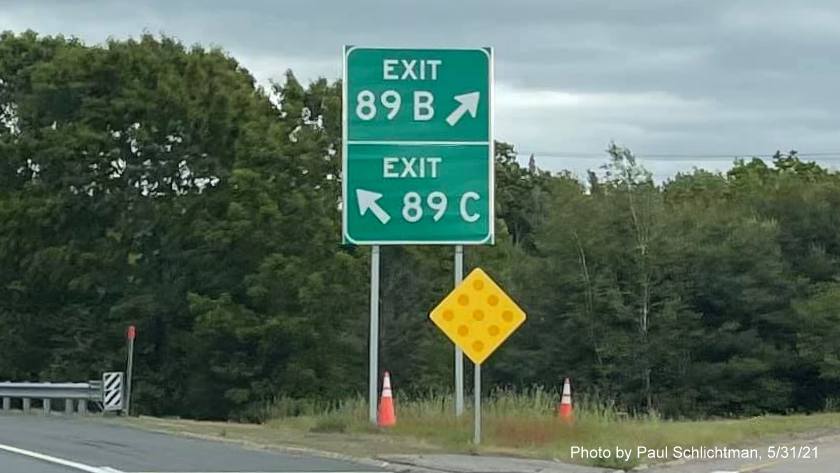 EXIT
89 B
EXIT
89 C
Photo by Paul Schlichtman, 5/31/21